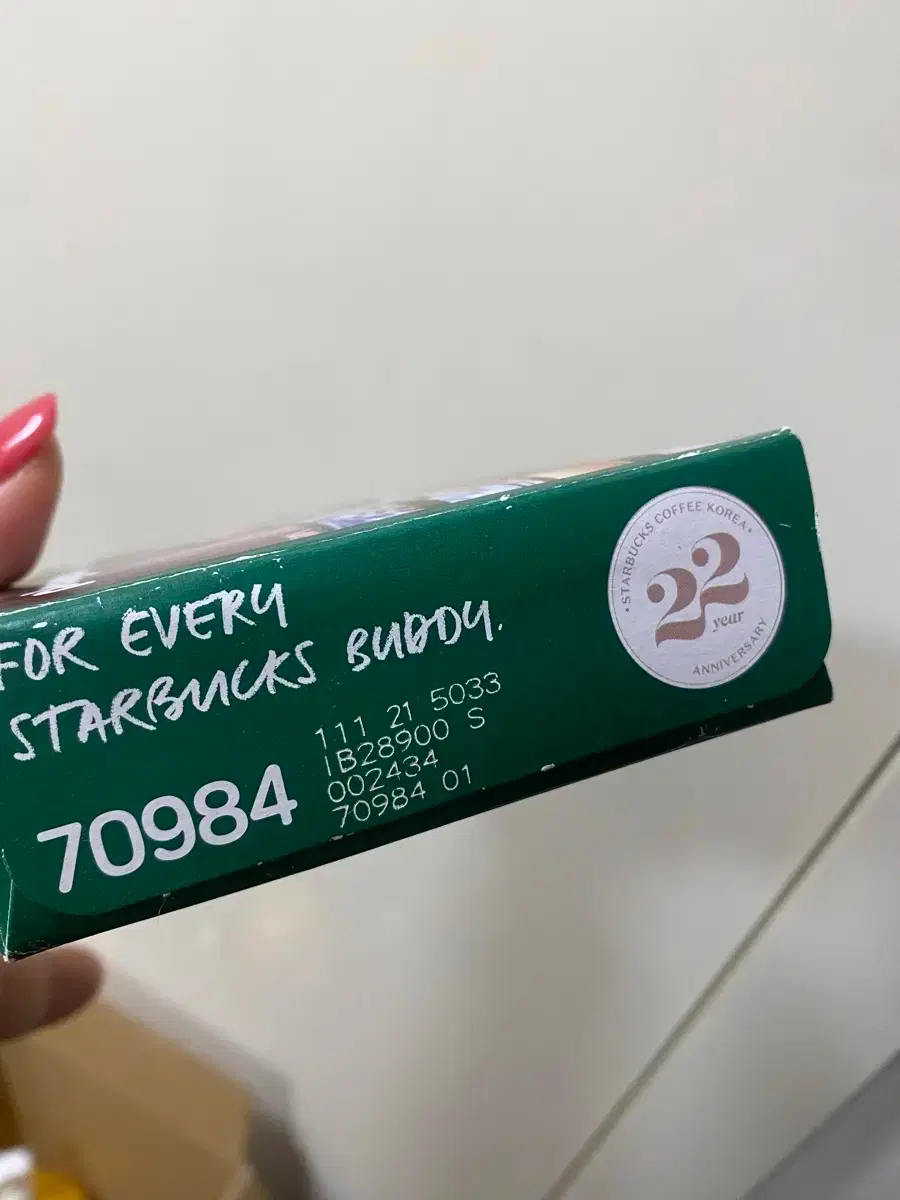 FOR EVERY
STARBUCKS BUDDY.
111 21 5033
IB28900 S
002434
70984 01
70984
• STARBUCKS COFFEE KOREA •
22
year
ANNIVERSARY